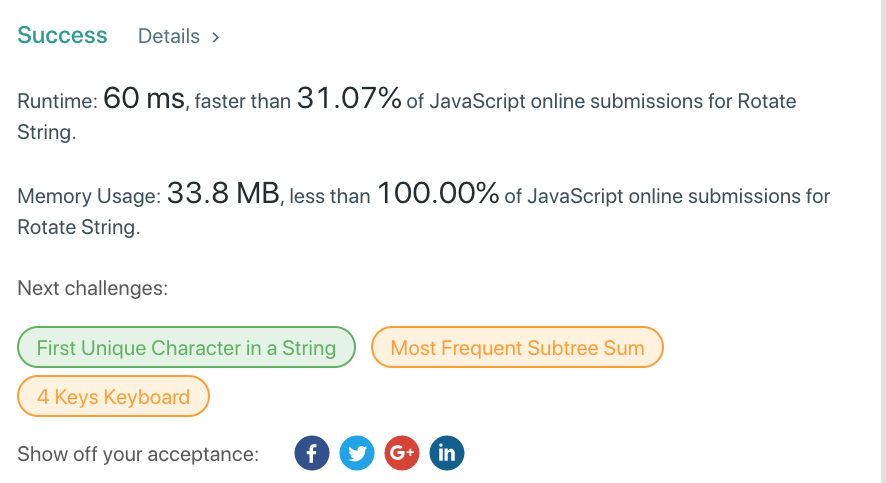 Success Details >
Runtime: 60 ms, faster than 31.07% of JavaScript online submissions for Rotate
String.
Memory Usage: 33.8 MB, less than 100.00% of JavaScript online submissions for
Rotate String.
Next challenges:
First Unique Character in a String Most Frequent Subtree Sum
4 Keys Keyboard
Show off your acceptance: f G+ in